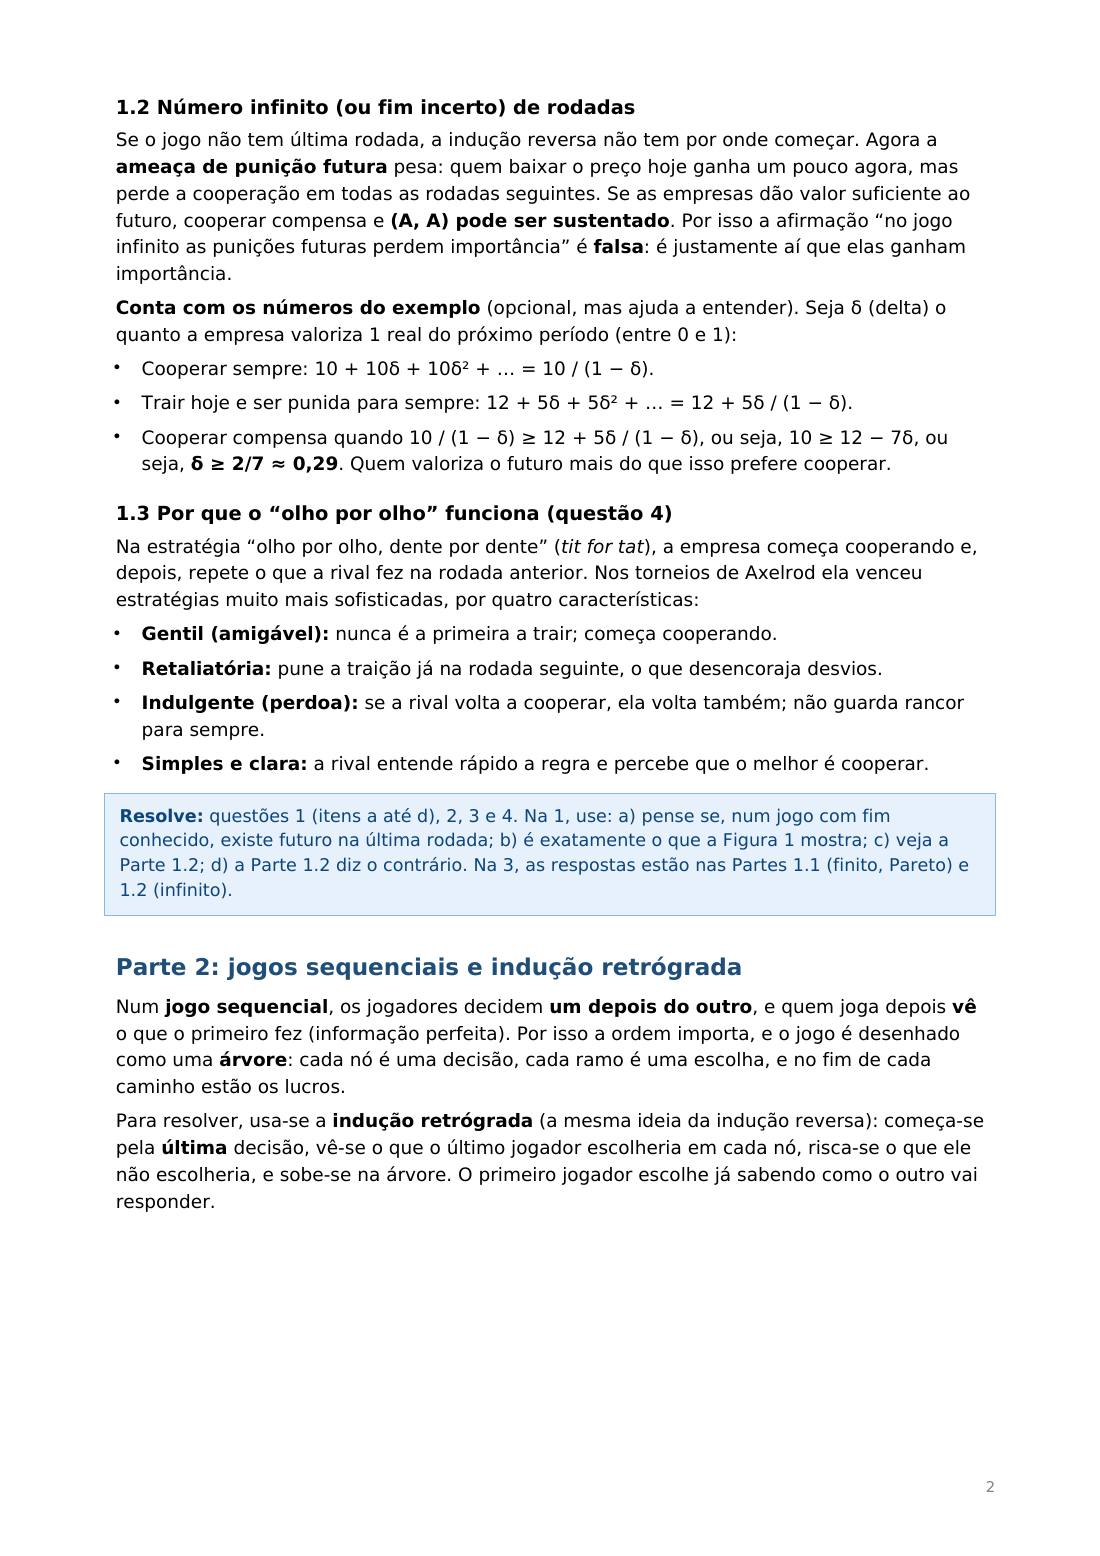 1.2 Número infinito (ou fim incerto) de rodadas
Se o jogo não tem última rodada, a indução reversa não tem por onde começar. Agora a
ameaça de punição futura pesa: quem baixar o preço hoje ganha um pouco agora, mas
perde a cooperação em todas as rodadas seguintes. Se as empresas dão valor suficiente ao
futuro, cooperar compensa e (A, A) pode ser sustentado. Por isso a afirmação “no jogo
infinito as punições futuras perdem importância” é falsa: é justamente aí que elas ganham
importância.
Conta com os números do exemplo (opcional, mas ajuda a entender). Seja δ (delta) o
quanto a empresa valoriza 1 real do próximo período (entre 0 e 1):
• Cooperar sempre: 10 + 10δ + 10δ² + … = 10 / (1 − δ).
• Trair hoje e ser punida para sempre: 12 + 5δ + 5δ² + … = 12 + 5δ / (1 − δ).
• Cooperar compensa quando 10 / (1 − δ) ≥ 12 + 5δ / (1 − δ), ou seja, 10 ≥ 12 − 7δ, ou
seja, δ ≥ 2/7 ≈ 0,29. Quem valoriza o futuro mais do que isso prefere cooperar.
1.3 Por que o “olho por olho” funciona (questão 4)
Na estratégia “olho por olho, dente por dente” (tit for tat), a empresa começa cooperando e,
depois, repete o que a rival fez na rodada anterior. Nos torneios de Axelrod ela venceu
estratégias muito mais sofisticadas, por quatro características:
• Gentil (amigável): nunca é a primeira a trair; começa cooperando.
• Retaliatória: pune a traição já na rodada seguinte, o que desencoraja desvios.
• Indulgente (perdoa): se a rival volta a cooperar, ela volta também; não guarda rancor
para sempre.
• Simples e clara: a rival entende rápido a regra e percebe que o melhor é cooperar.
Resolve: questões 1 (itens a até d), 2, 3 e 4. Na 1, use: a) pense se, num jogo com fim
conhecido, existe futuro na última rodada; b) é exatamente o que a Figura 1 mostra; c) veja a
Parte 1.2; d) a Parte 1.2 diz o contrário. Na 3, as respostas estão nas Partes 1.1 (finito, Pareto) e
1.2 (infinito).
Parte 2: jogos sequenciais e indução retrógrada
Num jogo sequencial, os jogadores decidem um depois do outro, e quem joga depois vê
o que o primeiro fez (informação perfeita). Por isso a ordem importa, e o jogo é desenhado
como uma árvore: cada nó é uma decisão, cada ramo é uma escolha, e no fim de cada
caminho estão os lucros.
Para resolver, usa-se a indução retrógrada (a mesma ideia da indução reversa): começa-se
pela última decisão, vê-se o que o último jogador escolheria em cada nó, risca-se o que ele
não escolheria, e sobe-se na árvore. O primeiro jogador escolhe já sabendo como o outro vai
responder.
2